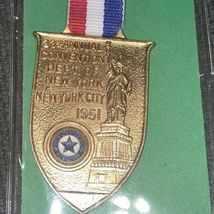 33RD ANNUAL
CONVENTION
DEPT. OF
NEW YORK
NEW YORK CITY
1951